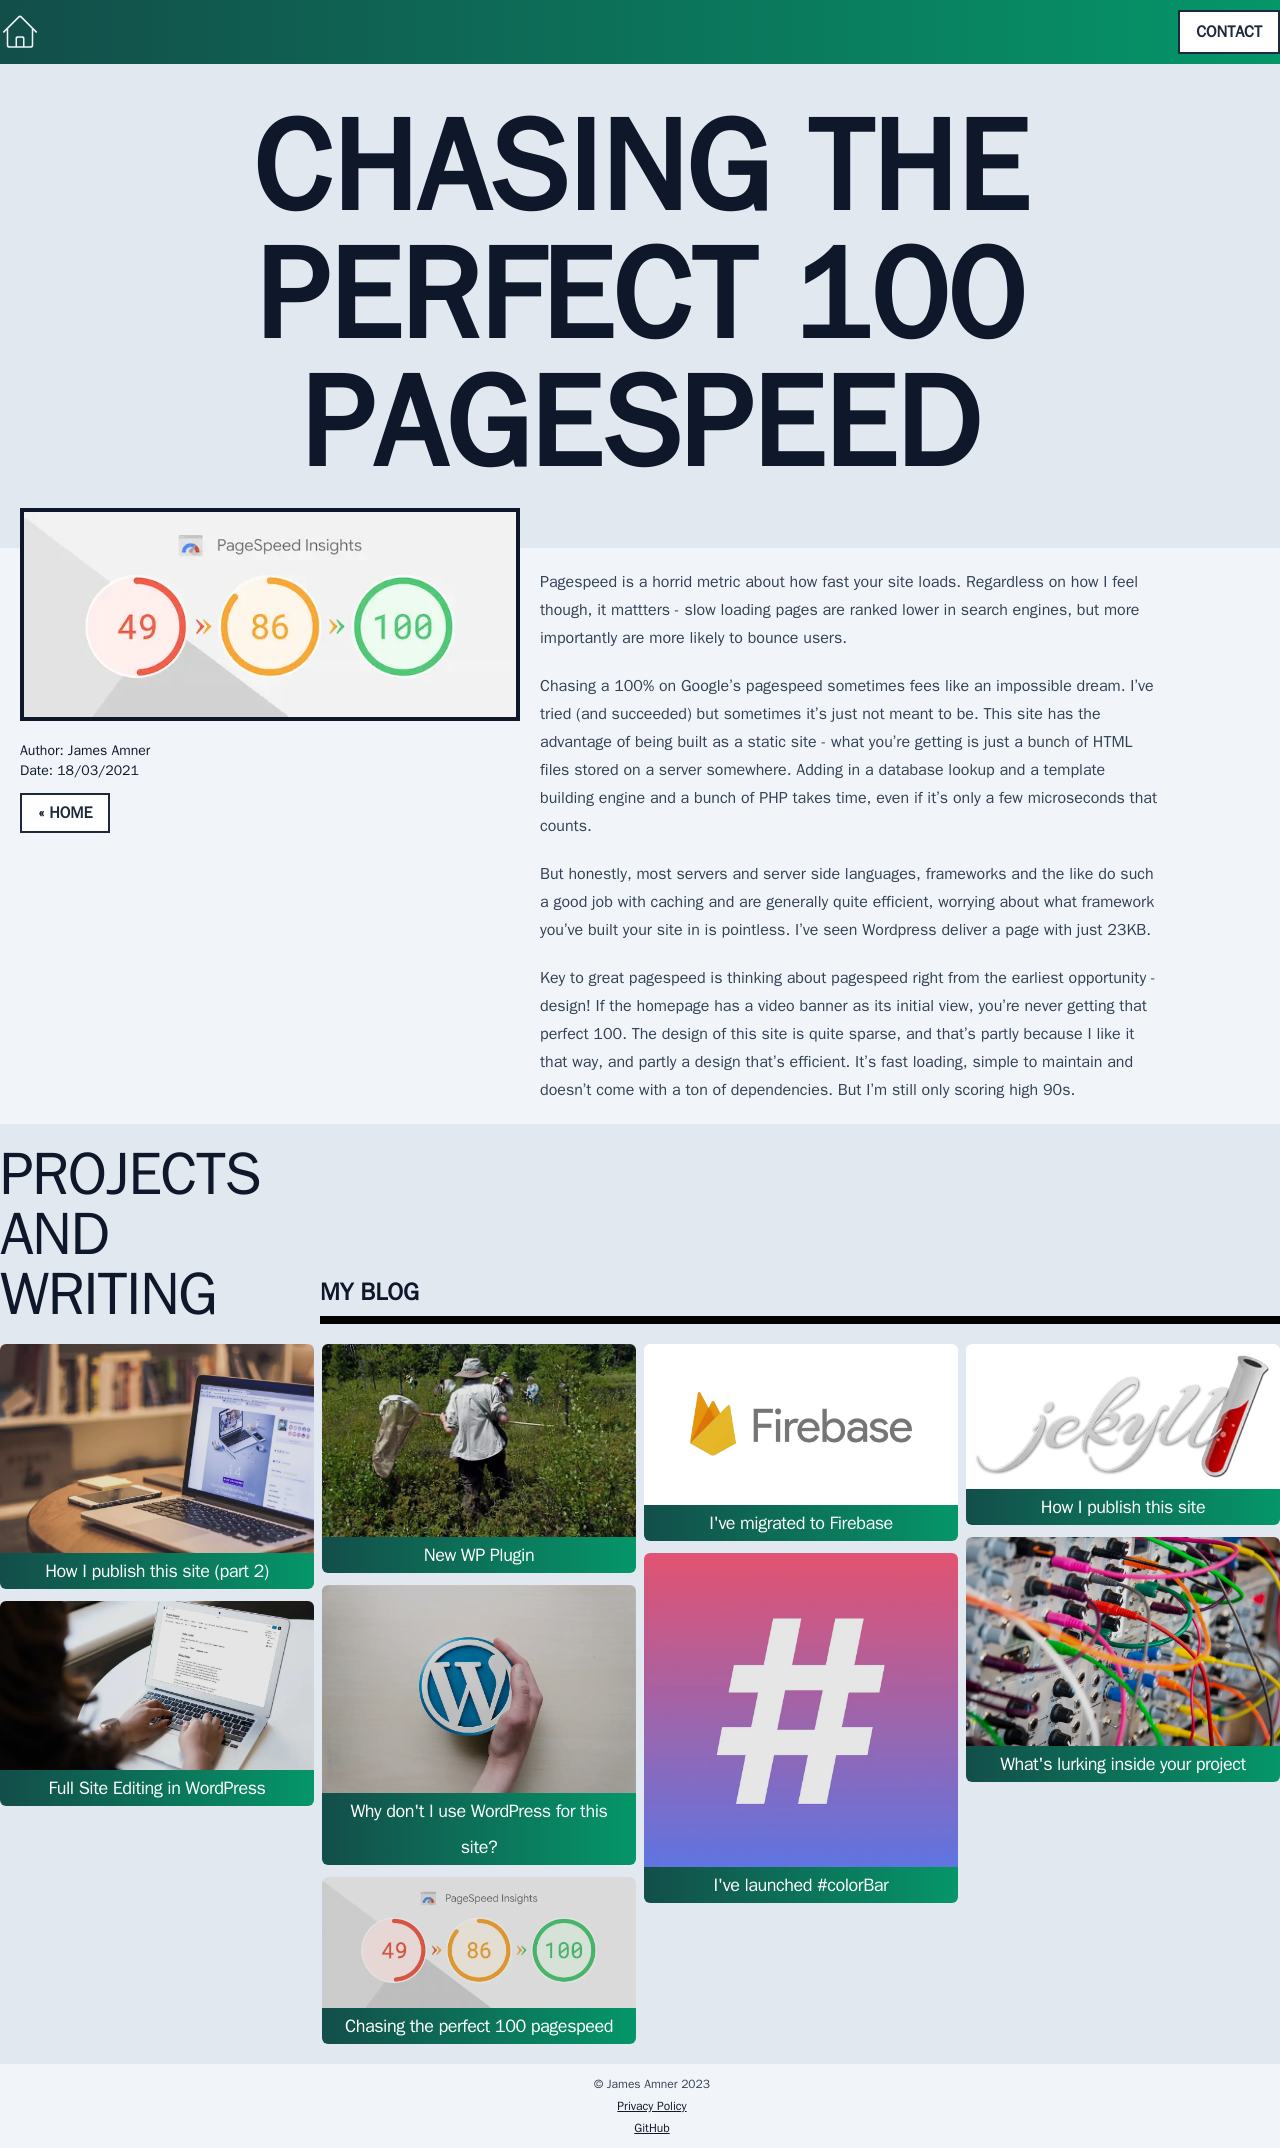 CONTACT
CHASING THE
PERFECT 100
PAGESPEED
PageSpeed Insights
49 » 86 » 100
Author: James Amner
Date: 18/03/2021
« HOME
Pagespeed is a horrid metric about how fast your site loads. Regardless on how I feel
though, it mattters - slow loading pages are ranked lower in search engines, but more
importantly are more likely to bounce users.
Chasing a 100% on Google’s pagespeed sometimes fees like an impossible dream. I’ve
tried (and succeeded) but sometimes it’s just not meant to be. This site has the
advantage of being built as a static site - what you’re getting is just a bunch of HTML
files stored on a server somewhere. Adding in a database lookup and a template
building engine and a bunch of PHP takes time, even if it’s only a few microseconds that
counts.
But honestly, most servers and server side languages, frameworks and the like do such
a good job with caching and are generally quite efficient, worrying about what framework
you’ve built your site in is pointless. I’ve seen Wordpress deliver a page with just 23KB.
Key to great pagespeed is thinking about pagespeed right from the earliest opportunity -
design! If the homepage has a video banner as its initial view, you’re never getting that
perfect 100. The design of this site is quite sparse, and that’s partly because I like it
that way, and partly a design that’s efficient. It’s fast loading, simple to maintain and
doesn’t come with a ton of dependencies. But I’m still only scoring high 90s.
PROJECTS
AND
WRITING
MY BLOG
How I publish this site (part 2)
Full Site Editing in WordPress
New WP Plugin
W
Why don't I use WordPress for this
site?
PageSpeed Insights
49 » 86 » 100
Chasing the perfect 100 pagespeed
Firebase
I've migrated to Firebase
#
I've launched #colorBar
jekyll
How I publish this site
What's lurking inside your project
© James Amner 2023
Privacy Policy
GitHub